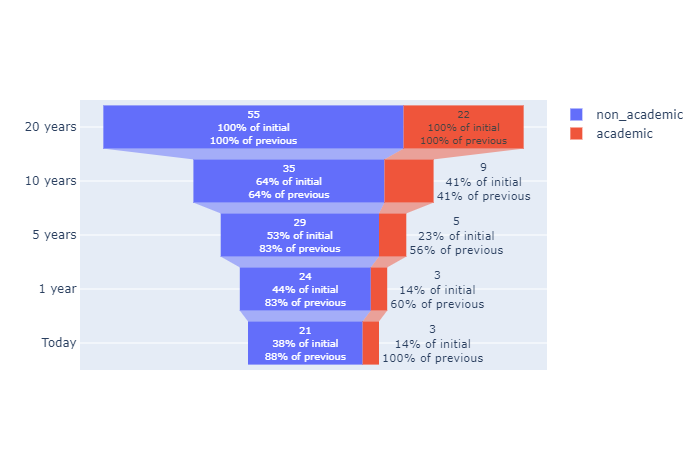 non_academic
academic
20 years
55
100% of initial
100% of previous
22
100% of initial
100% of previous
10 years
35
64% of initial
64% of previous
9
41% of initial
41% of previous
5 years
29
53% of initial
83% of previous
5
23% of initial
56% of previous
1 year
24
44% of initial
83% of previous
3
14% of initial
60% of previous
Today
21
38% of initial
88% of previous
3
14% of initial
100% of previous